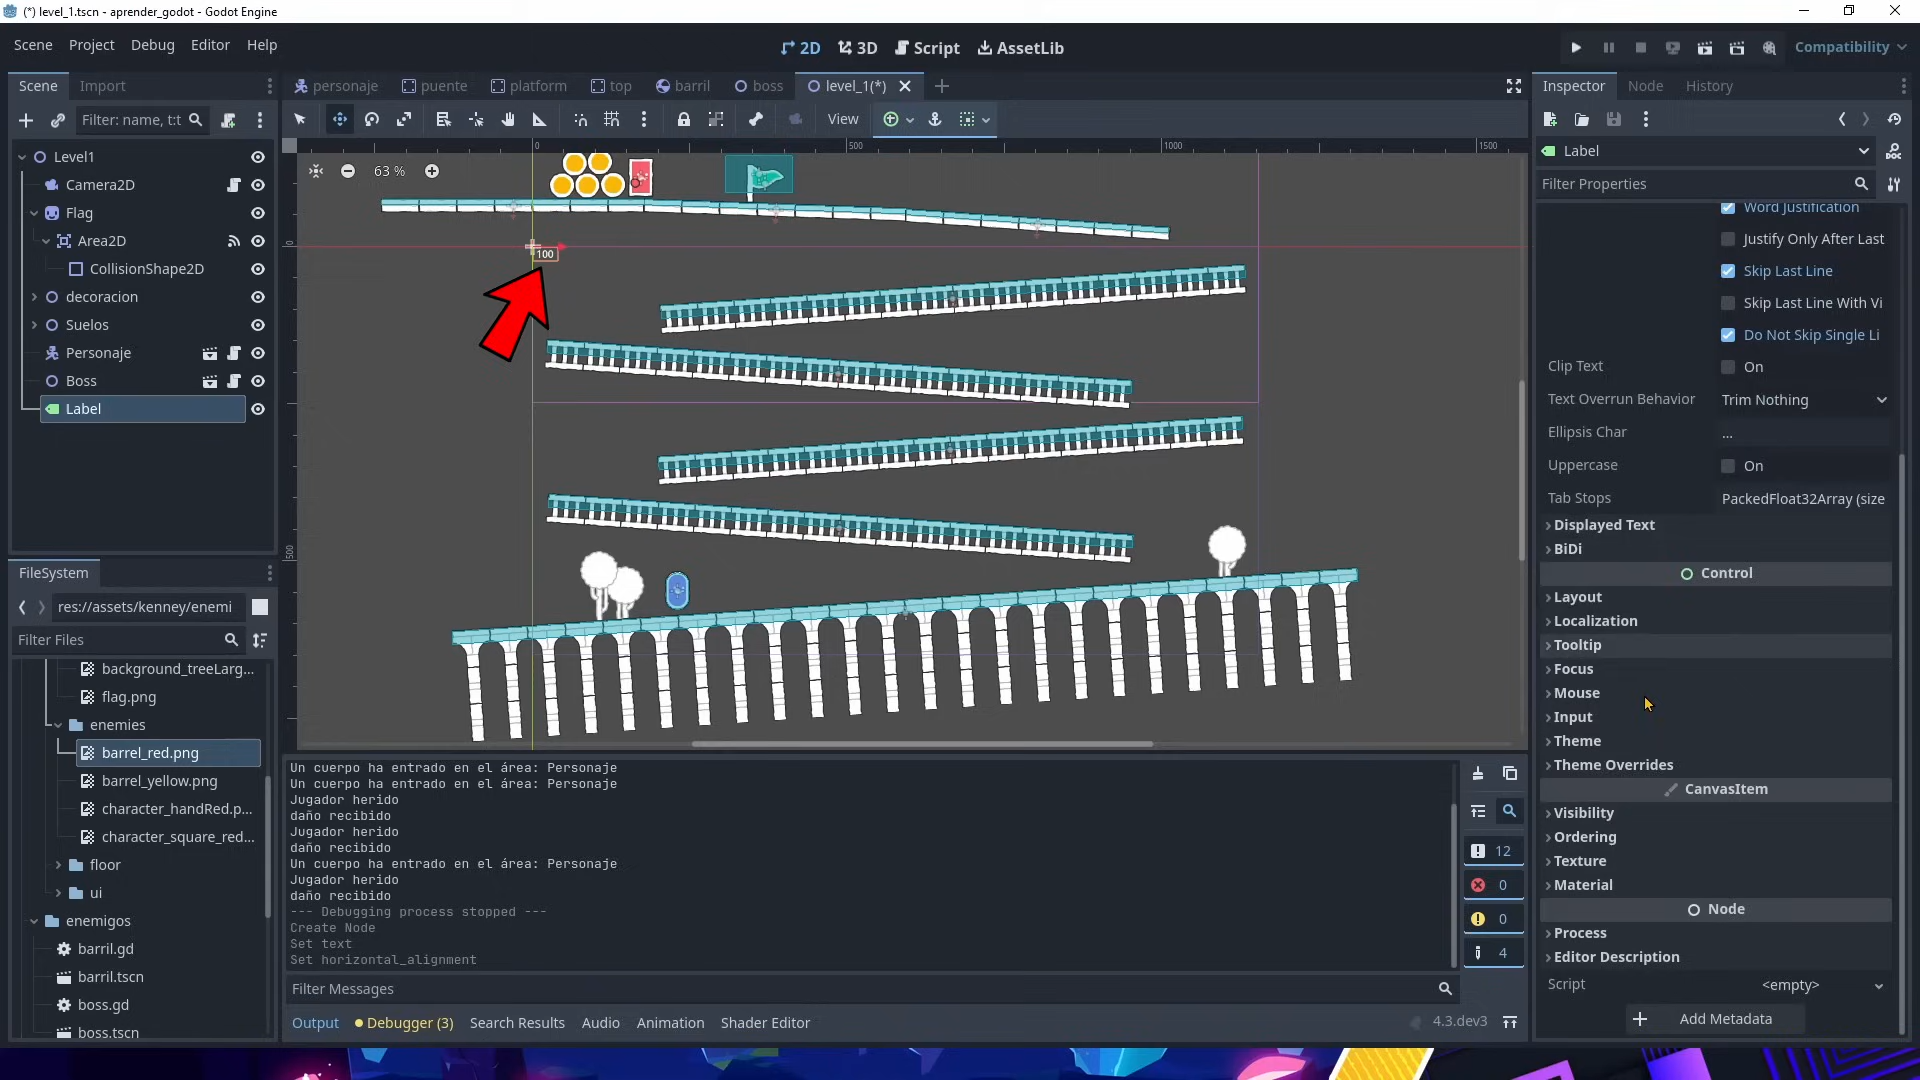 (*) level_1.tscn - aprender_godot - Godot Engine
Scene Project Debug Editor Help
2D 3D Script AssetLib
Compatibility
Scene Import
personaje puente platform top barril boss level_1(*)
Inspector Node History
Filter: name, t:t
View
Label
Filter Properties
Level1
Camera2D
Flag
Area2D
CollisionShape2D
decoracion
Suelos
Personaje
Boss
Label
63 %
0 500 1000 1500
0
500
100
Word Justification
Justify Only After Last
Skip Last Line
Skip Last Line With Vi
Do Not Skip Single Li
Clip Text On
Text Overrun Behavior Trim Nothing
Ellipsis Char ...
Uppercase On
Tab Stops PackedFloat32Array (size
Displayed Text
BiDi
Control
Layout
Localization
Tooltip
Focus
Mouse
Input
Theme
Theme Overrides
CanvasItem
Visibility
Ordering
Texture
Material
Node
Process
Editor Description
Script <empty>
Add Metadata
FileSystem
res://assets/kenney/enemi
Filter Files
background_treeLarg...
flag.png
enemies
barrel_red.png
barrel_yellow.png
character_handRed.p...
character_square_red...
floor
ui
enemigos
barril.gd
barril.tscn
boss.gd
boss.tscn
Un cuerpo ha entrado en el área: Personaje
Un cuerpo ha entrado en el área: Personaje
Jugador herido
daño recibido
Jugador herido
daño recibido
Un cuerpo ha entrado en el área: Personaje
Jugador herido
daño recibido
--- Debugging process stopped ---
Create Node
Set text
Set horizontal_alignment
12
0
0
4
Filter Messages
Output Debugger (3) Search Results Audio Animation Shader Editor
4.3.dev3